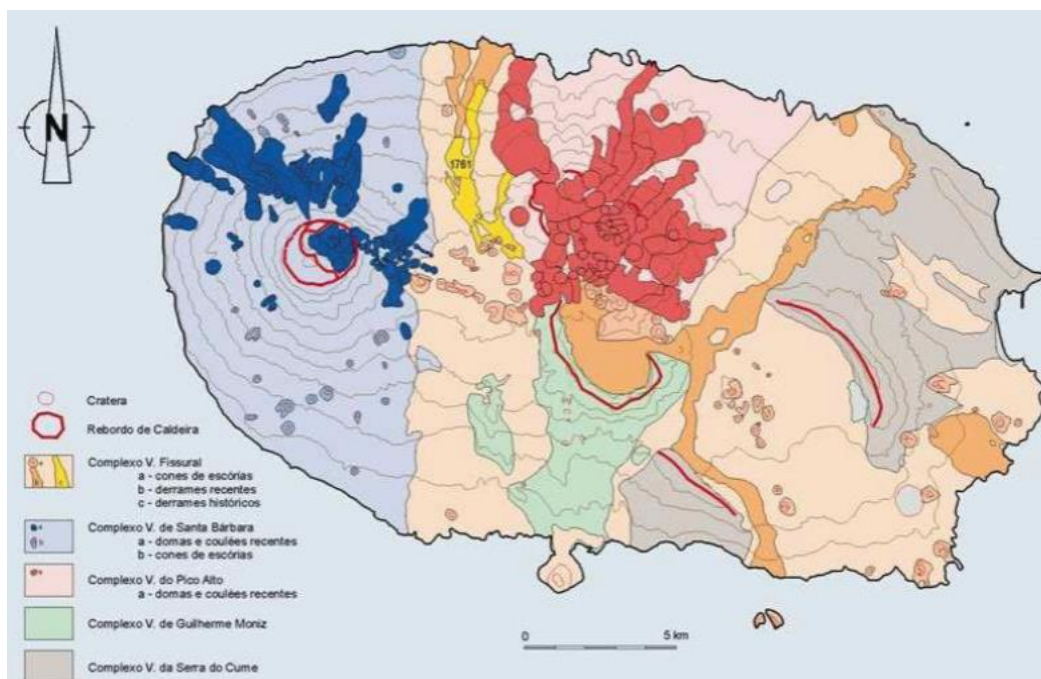 N
1761
Cratera
Rebordo de Caldeira
Complexo V. Fissural
a - cones de escórias
b - derrames recentes
c - derrames históricos
Complexo V. de Santa Bárbara
a - domas e coulées recentes
b - cones de escórias
Complexo V. do Pico Alto
a - domas e coulées recentes
Complexo V. de Guilherme Moniz
Complexo V. da Serra do Cume
0 5 km